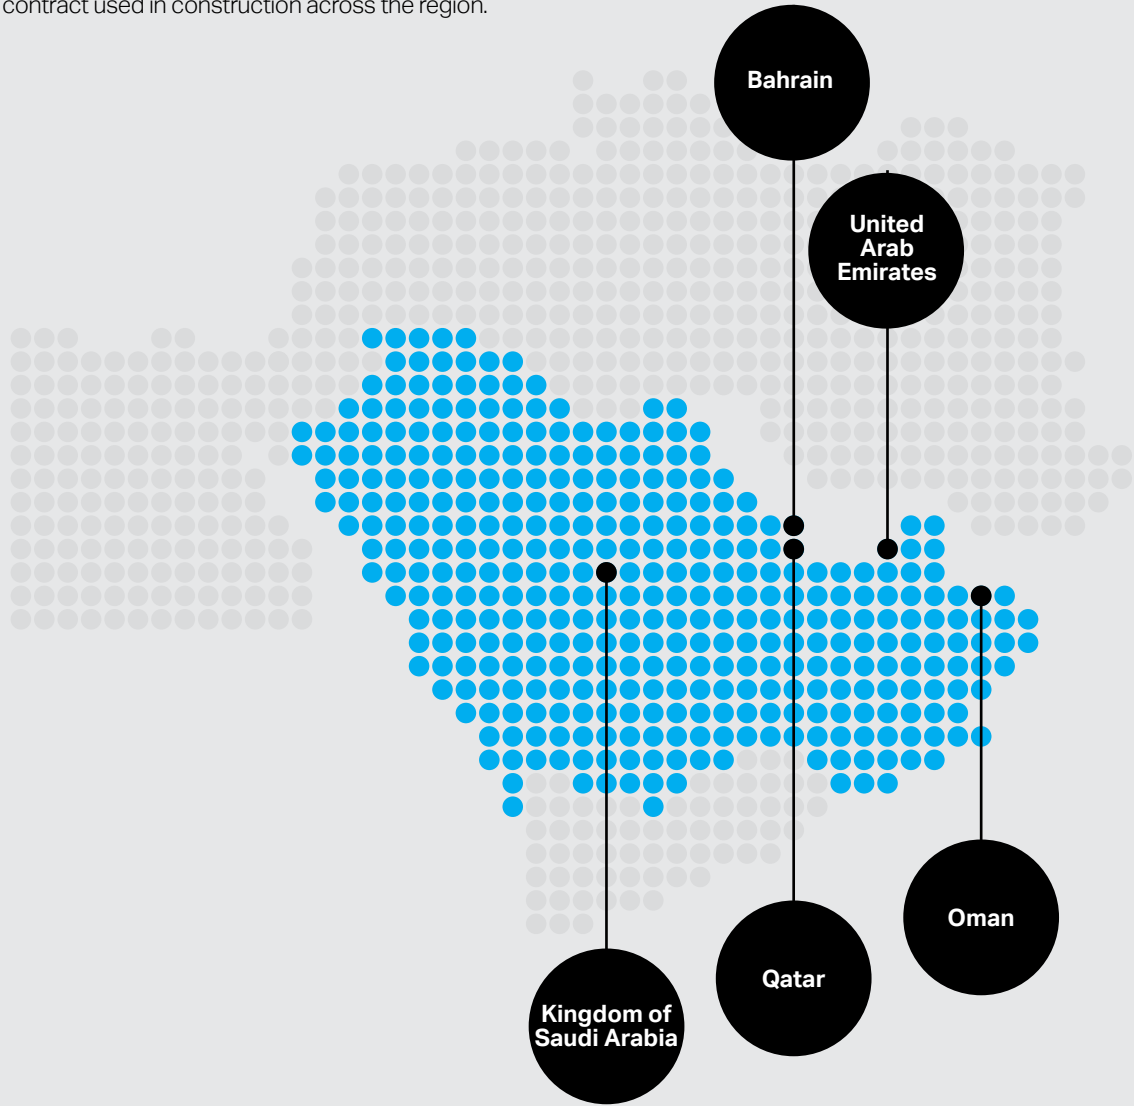 contract used in construction across the region.
Bahrain
United
Arab
Emirates
Oman
Qatar
Kingdom of
Saudi Arabia